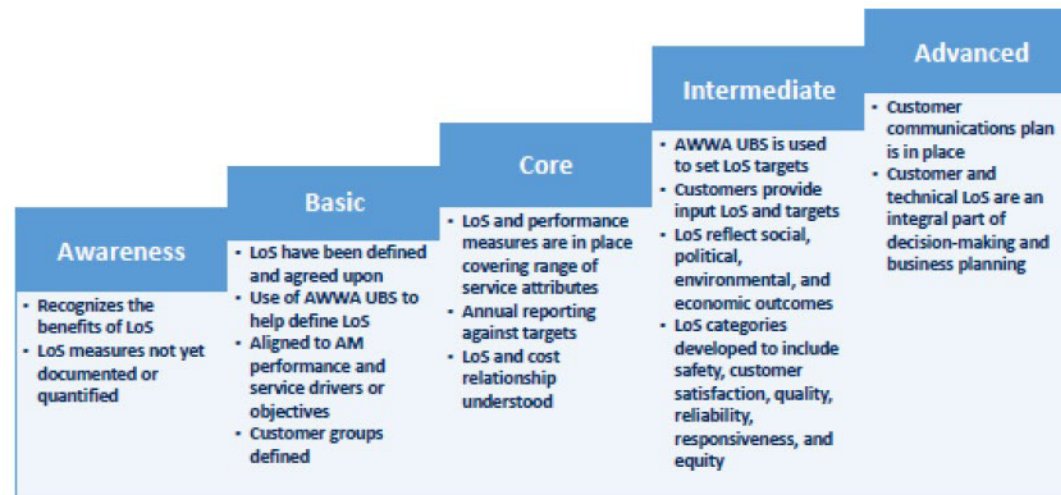 Awareness
• Recognizes the
benefits of LoS
• LoS measures not yet
documented or
quantified
Basic
• LoS have been defined
and agreed upon
• Use of AWWA UBS to
help define LoS
• Aligned to AM
performance and
service drivers or
objectives
• Customer groups
defined
Core
• LoS and performance
measures are in place
covering range of
service attributes
• Annual reporting
against targets
• LoS and cost
relationship
understood
Intermediate
• AWWA UBS is used
to set LoS targets
• Customers provide
input LoS and targets
• LoS reflect social,
political,
environmental, and
economic outcomes
• LoS categories
developed to include
safety, customer
satisfaction, quality,
reliability,
responsiveness, and
equity
Advanced
• Customer
communications plan
is in place
• Customer and
technical LoS are an
integral part of
decision-making and
business planning